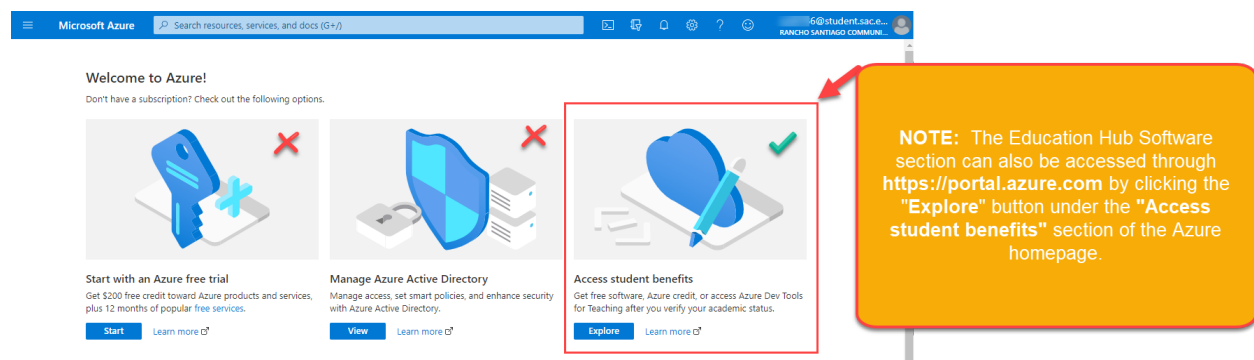 Microsoft Azure
Search resources, services, and docs (G+/)
6@student.sac.e...
RANCHO SANTIAGO COMMUNI...
Welcome to Azure!
Don't have a subscription? Check out the following options.
Start with an Azure free trial
Get $200 free credit toward Azure products and services,
plus 12 months of popular free services.
Start Learn more
Manage Azure Active Directory
Manage access, set smart policies, and enhance security
with Azure Active Directory.
View Learn more
Access student benefits
Get free software, Azure credit, or access Azure Dev Tools
for Teaching after you verify your academic status.
Explore Learn more
NOTE: The Education Hub Software
section can also be accessed through
https://portal.azure.com by clicking the
"Explore" button under the "Access
student benefits" section of the Azure
homepage.